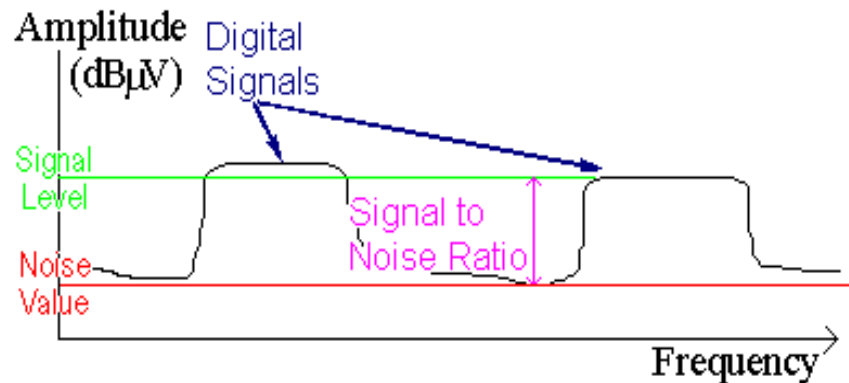 Amplitude
(dBµV)
Digital
Signals
Signal
Level
Signal to
Noise Ratio
Noise
Value
Frequency